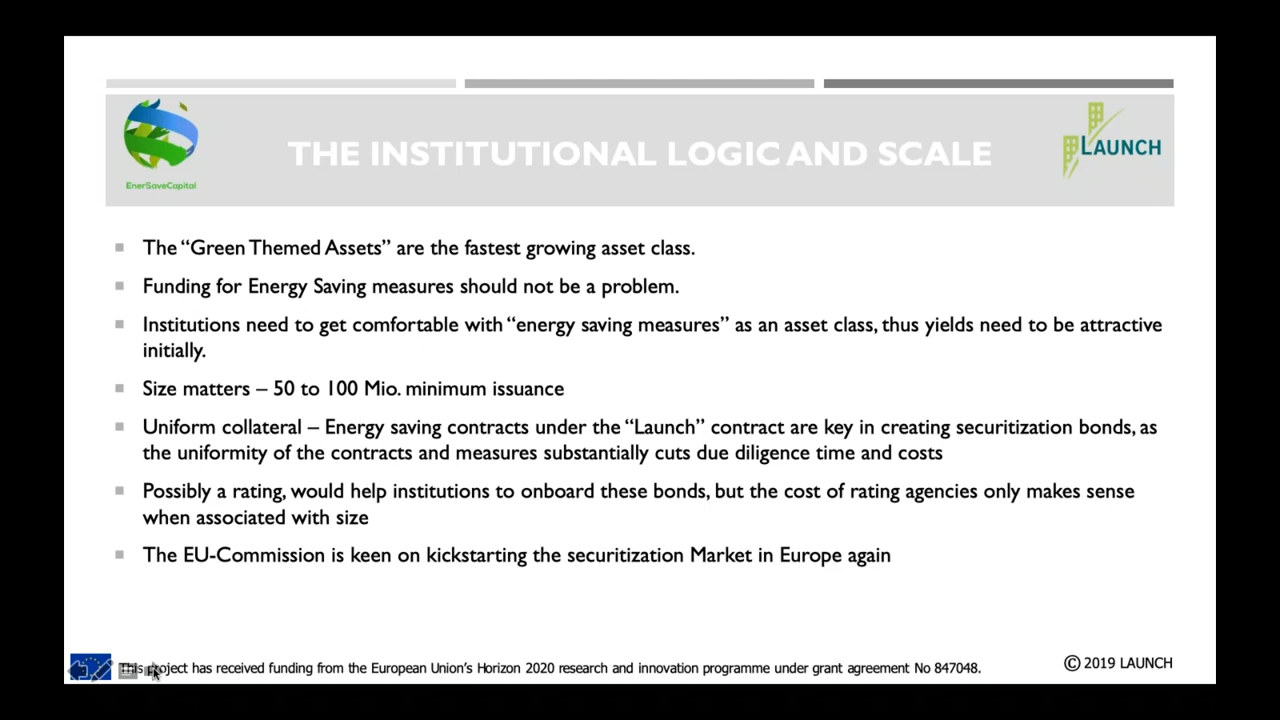 EnerSaveCapital
THE INSTITUTIONAL LOGIC AND SCALE
LAUNCH
The “Green Themed Assets” are the fastest growing asset class.
Funding for Energy Saving measures should not be a problem.
Institutions need to get comfortable with “energy saving measures” as an asset class, thus yields need to be attractive
initially.
Size matters – 50 to 100 Mio. minimum issuance
Uniform collateral – Energy saving contracts under the “Launch” contract are key in creating securitization bonds, as
the uniformity of the contracts and measures substantially cuts due diligence time and costs
Possibly a rating, would help institutions to onboard these bonds, but the cost of rating agencies only makes sense
when associated with size
The EU-Commission is keen on kickstarting the securitization Market in Europe again
This project has received funding from the European Union’s Horizon 2020 research and innovation programme under grant agreement No 847048.
© 2019 LAUNCH